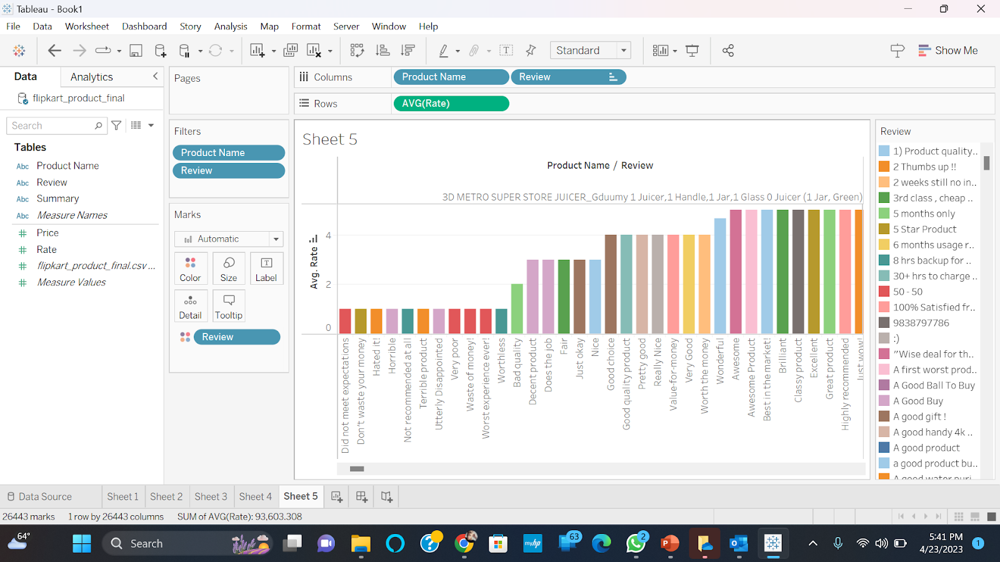 Tableau - Book1
File Data Worksheet Dashboard Story Analysis Map Format Server Window Help
Standard
Show Me
Data Analytics
flipkart_product_final
Search
Tables
Abc Product Name
Abc Review
Abc Summary
Abc Measure Names
# Price
# Rate
# flipkart_product_final.csv ...
# Measure Values
Pages
Filters
Product Name
Review
Marks
Automatic
Color Size Label
Detail Tooltip
Review
Columns Product Name Review
Rows AVG(Rate)
Sheet 5
Product Name / Review
3D METRO SUPER STORE JUICER_Gduumy 1 Juicer,1 Handle,1 Jar,1 Glass 0 Juicer (1 Jar, Green)
Avg. Rate
4
2
0
Did not meet expectations
Don't waste your money
Hated it!
Horrible
Not recommended at all
Terrible product
Utterly Disappointed
Very poor
Waste of money!
Worst experience ever!
Worthless
Bad quality
Decent product
Does the job
Fair
Just okay
Nice
Good choice
Good quality product
Pretty good
Really Nice
Value-for-money
Very Good
Worth the money
Wonderful
Awesome
Awesome Product
Best in the market!
Brilliant
Classy product
Excellent
Great product
Highly recommended
Just wow!
Review
1) Product quality..
2 Thumbs up !!
2 weeks still no in..
3rd class , cheap ..
5 months only
5 Star Product
6 months usage r..
8 hrs backup for ..
30+ hrs to charge ..
50 - 50
100% Satisfied fr..
9838797786
:)
"Wise deal for th..
A first worst prod..
A Good Ball To Buy
A Good Buy
A good gift !
A good handy 4k ..
A good product
a good product bu..
A good water puri..
Data Source Sheet 1 Sheet 2 Sheet 3 Sheet 4 Sheet 5
26443 marks 1 row by 26443 columns SUM of AVG(Rate): 93,603.308
64°
Search
myhp
63
2
5:41 PM
4/23/2023
1